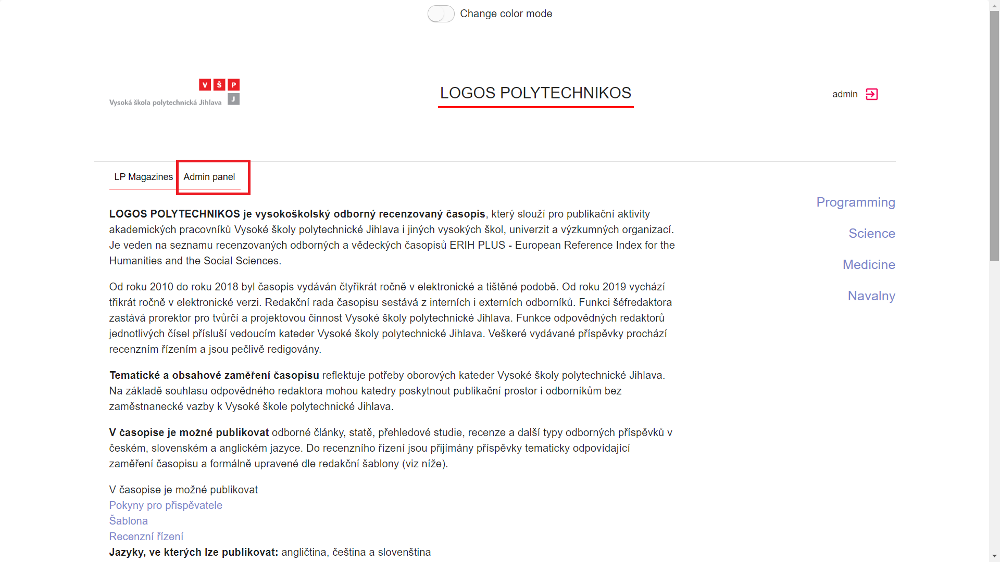 Change color mode
V Š P
J
Vysoká škola polytechnická Jihlava
LOGOS POLYTECHNIKOS
admin
LP Magazines
Admin panel
LOGOS POLYTECHNIKOS je vysokoškolský odborný recenzovaný časopis, který slouží pro publikační aktivity
akademických pracovníků Vysoké školy polytechnické Jihlava i jiných vysokých škol, univerzit a výzkumných organizací.
Je veden na seznamu recenzovaných odborných a vědeckých časopisů ERIH PLUS - European Reference Index for the
Humanities and the Social Sciences.
Od roku 2010 do roku 2018 byl časopis vydáván čtyřikrát ročně v elektronické a tištěné podobě. Od roku 2019 vychází
třikrát ročně v elektronické verzi. Redakční rada časopisu sestává z interních i externích odborníků. Funkci šéfredaktora
zastává prorektor pro tvůrčí a projektovou činnost Vysoké školy polytechnické Jihlava. Funkce odpovědných redaktorů
jednotlivých čísel přísluší vedoucím kateder Vysoké školy polytechnické Jihlava. Veškeré vydávané příspěvky prochází
recenzním řízením a jsou pečlivě redigovány.
Tematické a obsahové zaměření časopisu reflektuje potřeby oborových kateder Vysoké školy polytechnické Jihlava.
Na základě souhlasu odpovědného redaktora mohou katedry poskytnout publikační prostor i odborníkům bez
zaměstnanecké vazby k Vysoké škole polytechnické Jihlava.
V časopise je možné publikovat odborné články, statě, přehledové studie, recenze a další typy odborných příspěvků v
českém, slovenském a anglickém jazyce. Do recenzního řízení jsou přijímány příspěvky tematicky odpovídající
zaměření časopisu a formálně upravené dle redakční šablony (viz níže).
V časopise je možné publikovat
Pokyny pro přispěvatele
Šablona
Recenzní řízení
Jazyky, ve kterých lze publikovat: angličtina, čeština a slovenština
Programming
Science
Medicine
Navalny